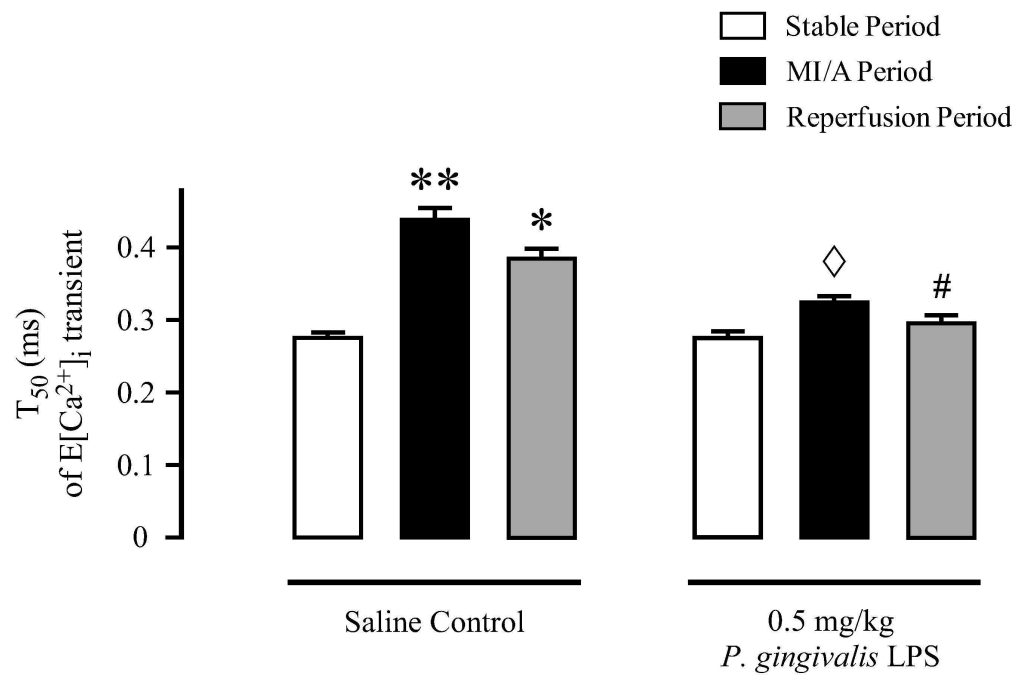 Stable Period
MI/A Period
Reperfusion Period
T₅₀ (ms)
of E[Ca²⁺]ᵢ transient
0.4
0.3
0.2
0.1
0
**
*
◇
#
Saline Control
0.5 mg/kg
P. gingivalis LPS